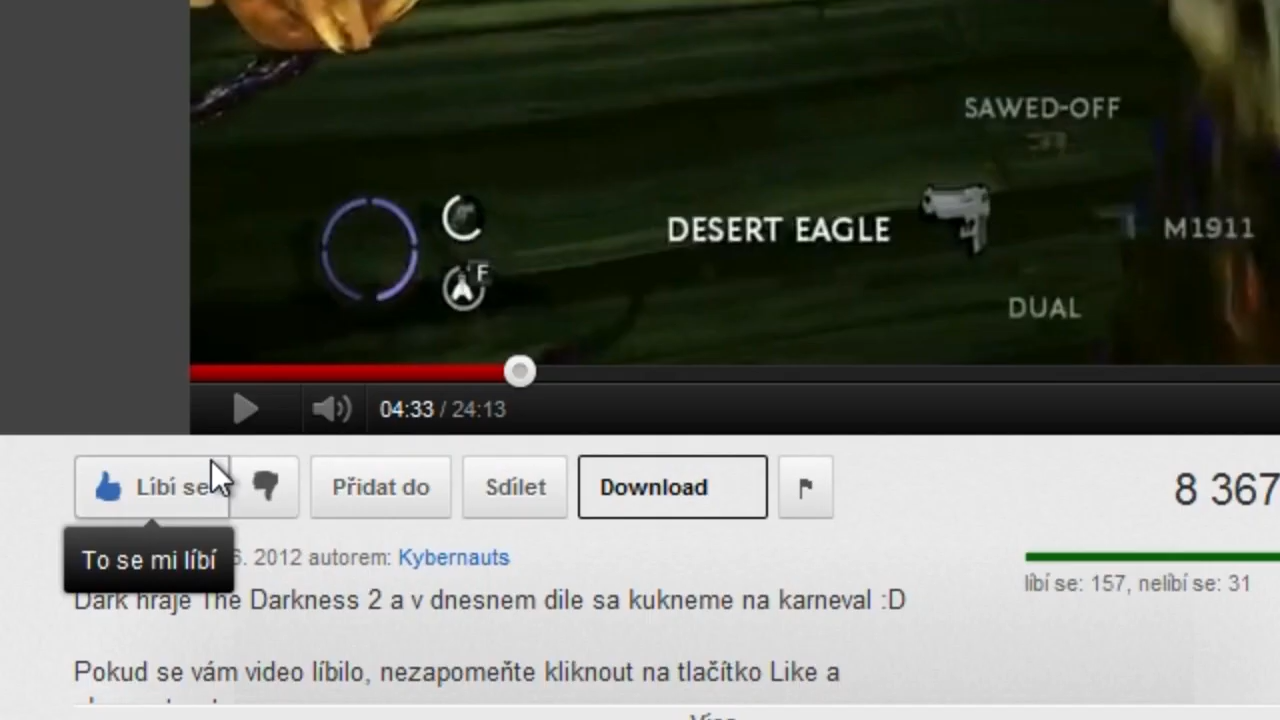 SAWED-OFF
DESERT EAGLE
M1911
F
DUAL
04:33 / 24:13
Líbí se
Přidat do
Sdílet
Download
8 367
To se mi líbí
6. 2012 autorem: Kybernauts
líbí se: 157, nelíbí se: 31
Dark hraje The Darkness 2 a v dnesnem dile sa kukneme na karneval :D
Pokud se vám video líbilo, nezapomeňte kliknout na tlačítko Like a